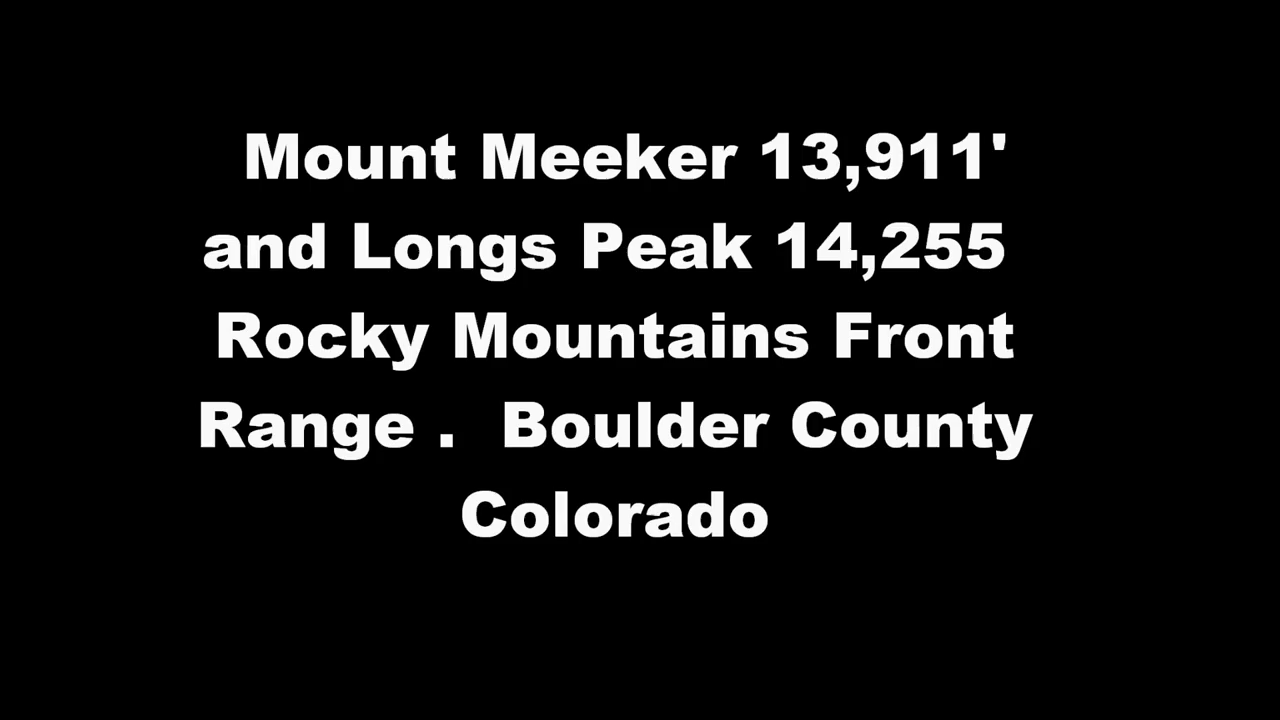 Mount Meeker 13,911'
and Longs Peak 14,255
Rocky Mountains Front
Range .  Boulder County
Colorado